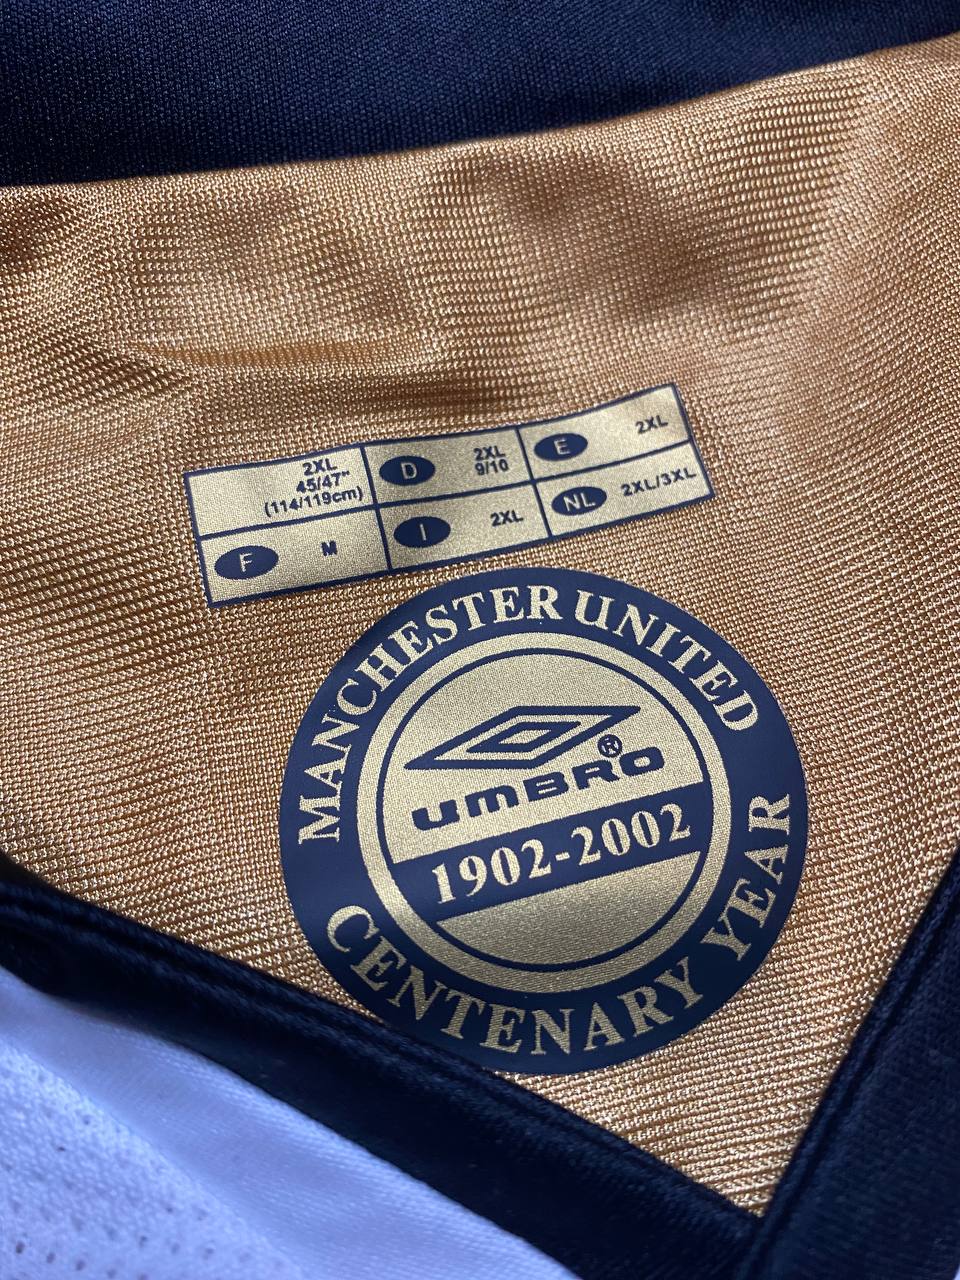 2XL
45/47"
(114/119cm)
D 2XL
9/10
E 2XL
F M
I 2XL
NL 2XL/3XL
MANCHESTER UNITED
UMBRO®
1902-2002
CENTENARY YEAR